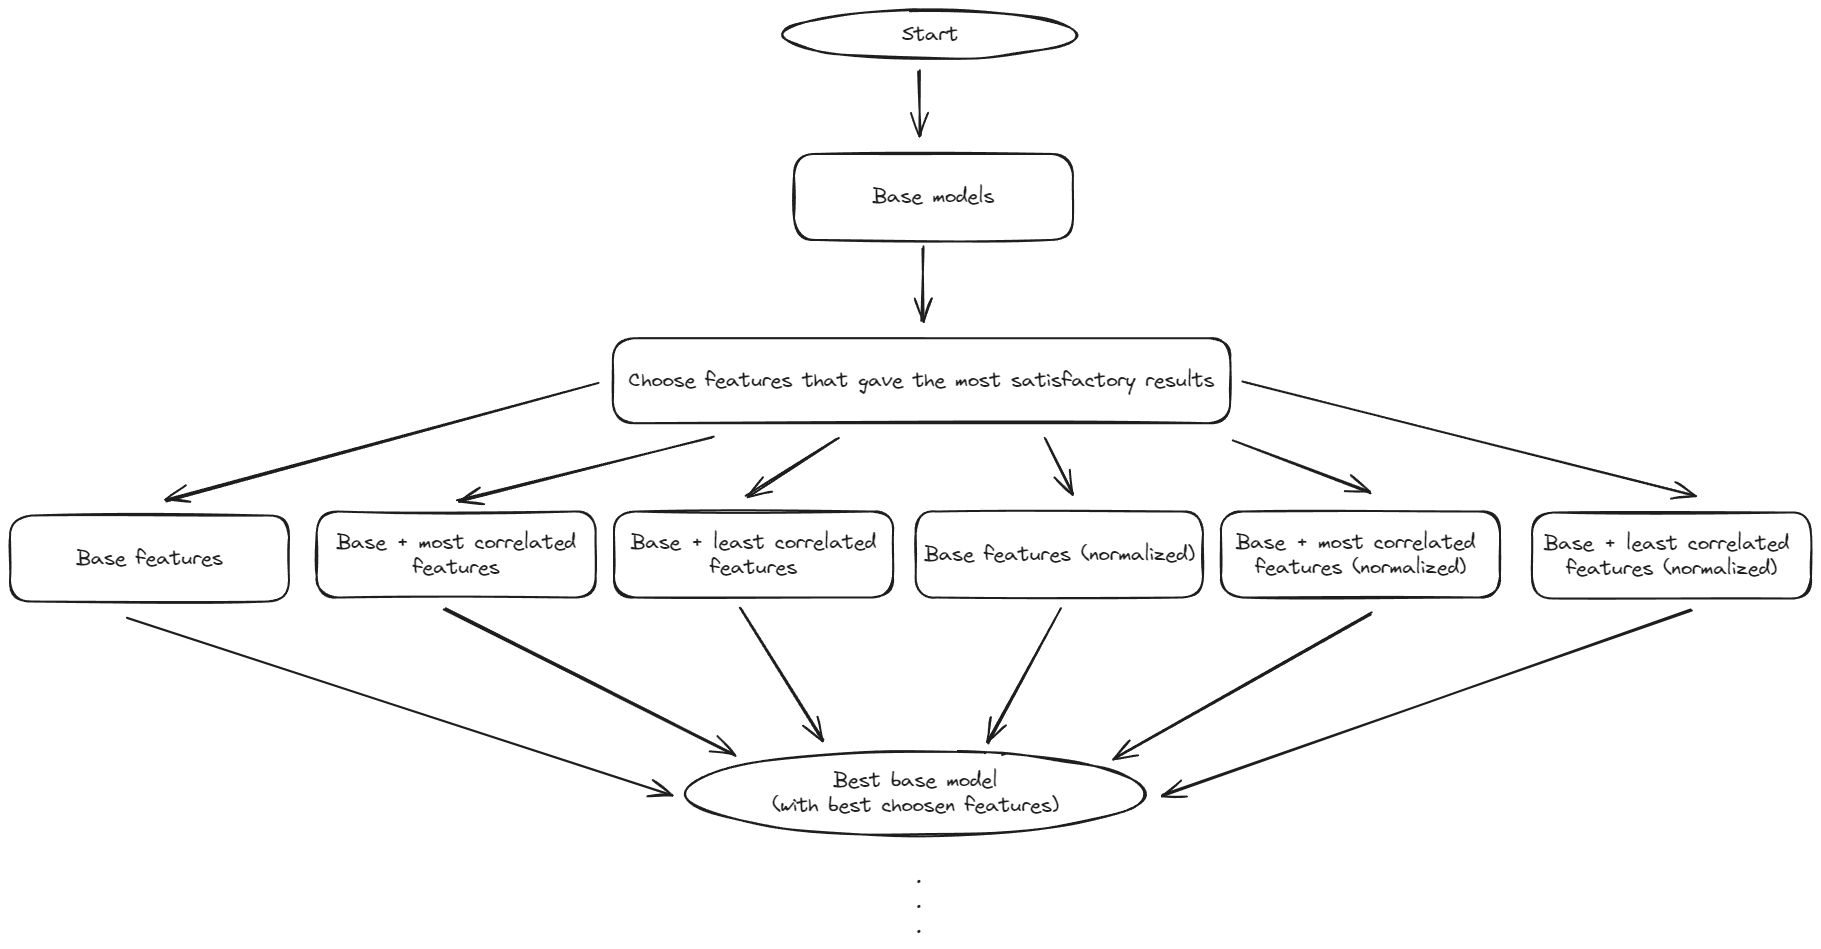 Start
Base models
Choose features that gave the most satisfactory results
Base features
Base + most correlated
features
Base + least correlated
features
Base features (normalized)
Base + most correlated
features (normalized)
Base + least correlated
features (normalized)
Best base model
(with best choosen features)
.
.
.